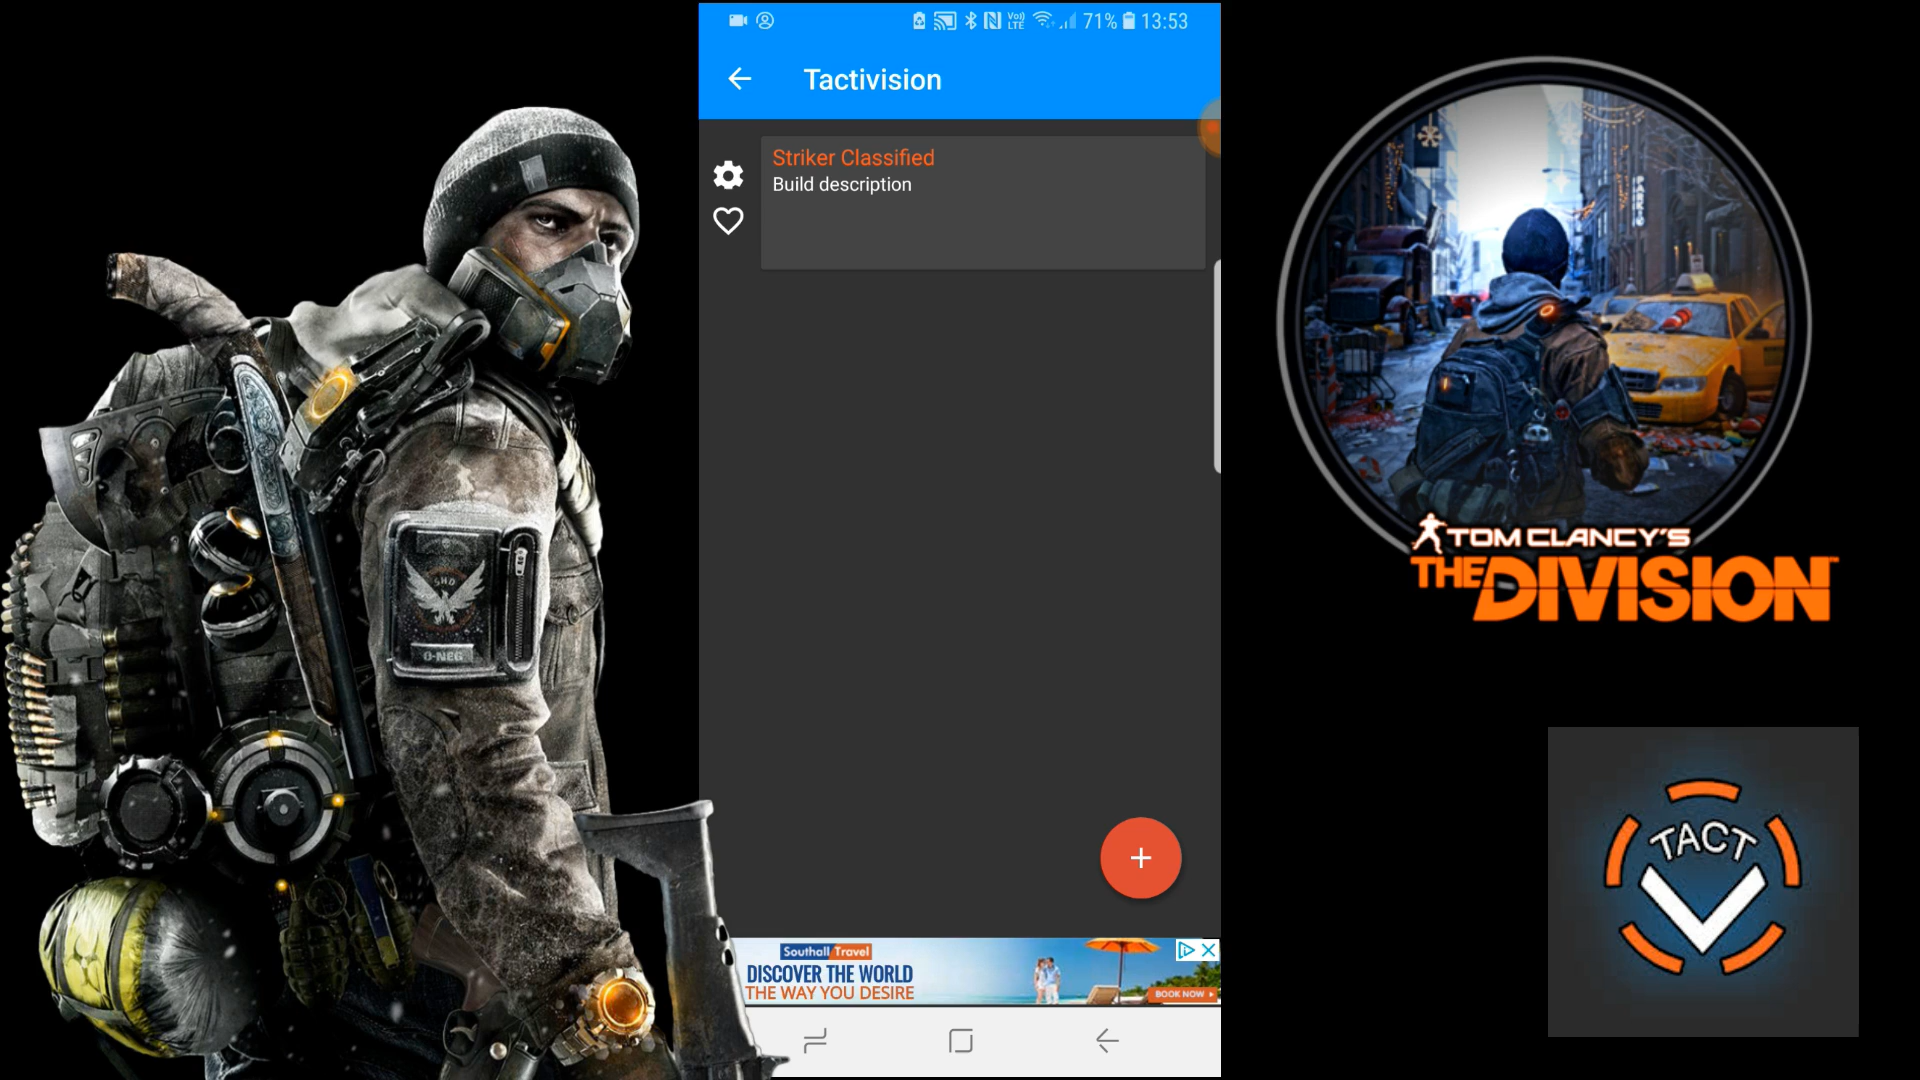 71% 13:53
Tactivision
Striker Classified
Build description
Southall Travel
DISCOVER THE WORLD
THE WAY YOU DESIRE
BOOK NOW
SHD
O-NEG
TOM CLANCY'S
THE DIVISION
TACT